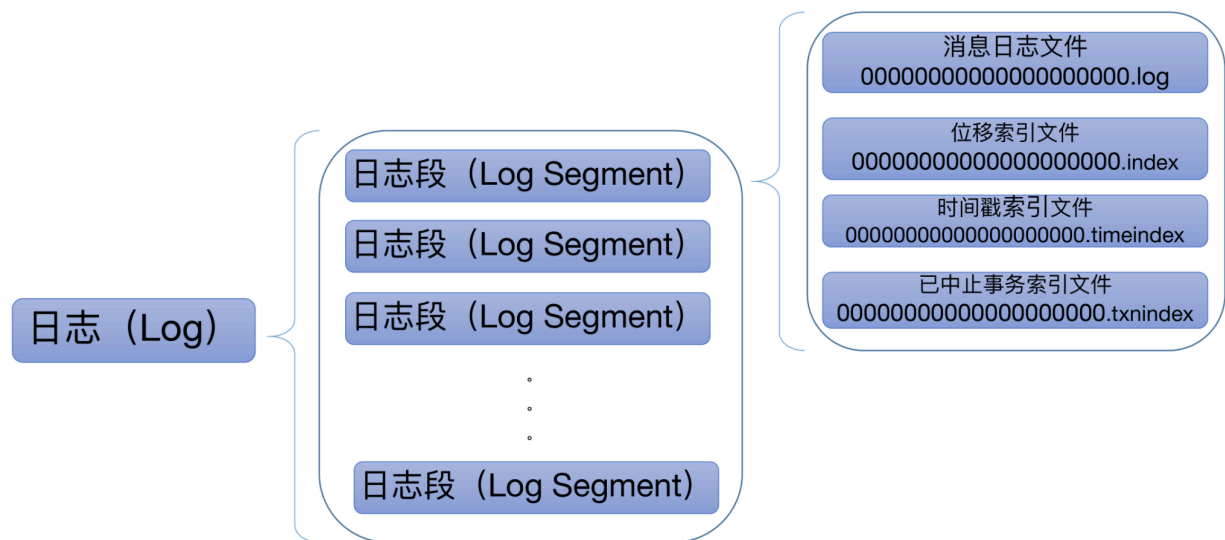 日志（Log）
日志段（Log Segment）
日志段（Log Segment）
日志段（Log Segment）
。
。
。
日志段（Log Segment）
消息日志文件
00000000000000000000.log
位移索引文件
00000000000000000000.index
时间戳索引文件
00000000000000000000.timeindex
已中止事务索引文件
00000000000000000000.txnindex